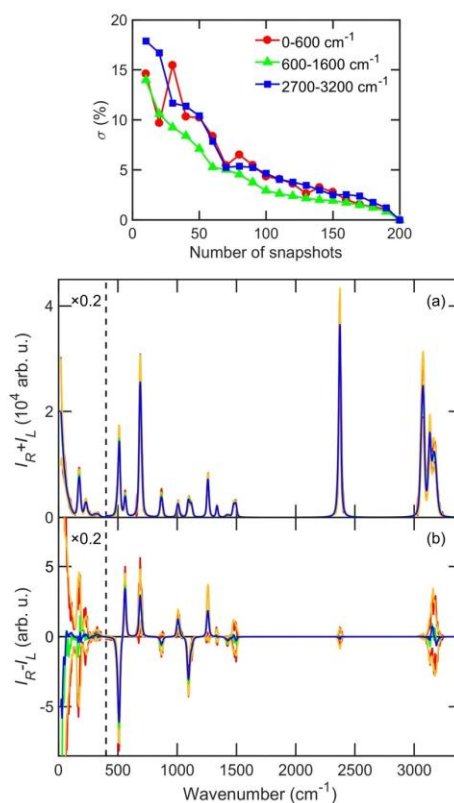 20
15
10
5
0
σ (%)
0-600 cm⁻¹
600-1600 cm⁻¹
2700-3200 cm⁻¹
0 50 100 150 200
Number of snapshots
×0.2
(a)
4
2
0
I_R+I_L (10⁴ arb. u.)
×0.2
(b)
5
0
-5
I_R-I_L (arb. u.)
0 500 1000 1500 2000 2500 3000
Wavenumber (cm⁻¹)